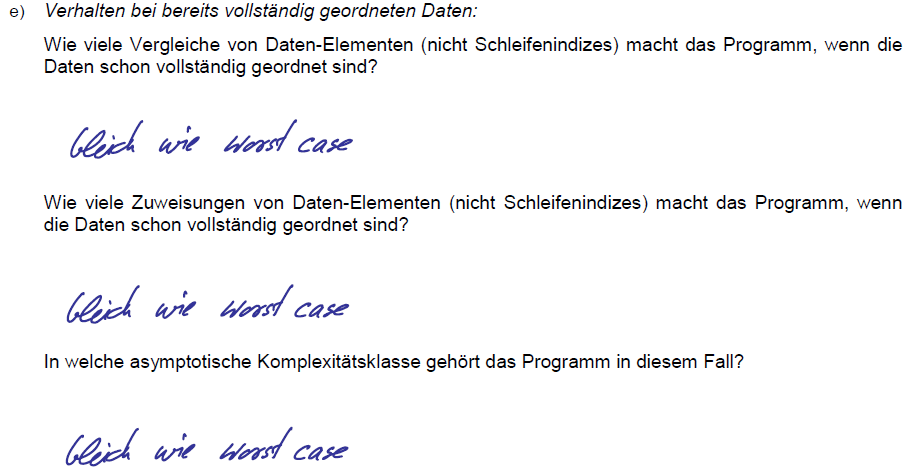 e) Verhalten bei bereits vollständig geordneten Daten:
Wie viele Vergleiche von Daten-Elementen (nicht Schleifenindizes) macht das Programm, wenn die
Daten schon vollständig geordnet sind?
Gleich wie worst case
Wie viele Zuweisungen von Daten-Elementen (nicht Schleifenindizes) macht das Programm, wenn
die Daten schon vollständig geordnet sind?
Gleich wie worst case
In welche asymptotische Komplexitätsklasse gehört das Programm in diesem Fall?
Gleich wie worst case